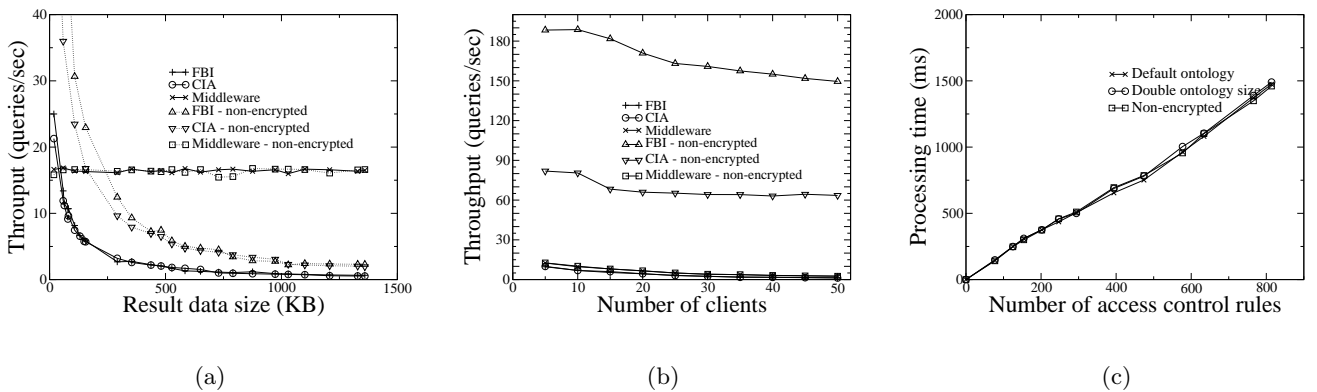 40
30
20
10
0
0
500
1000
1500
Throuput (queries/sec)
Result data size (KB)
FBI
CIA
Middleware
FBI - non-encrypted
CIA - non-encrypted
Middleware - non-encrypted
(a)
180
150
120
90
60
30
0
0
10
20
30
40
50
Throughput (queries/sec)
Number of clients
FBI
CIA
Middleware
FBI - non-encrypted
CIA - non-encrypted
Middleware - non-encrypted
(b)
2000
1500
1000
500
0
0
200
400
600
800
Processing time (ms)
Number of access control rules
Default ontology
Double ontology size
Non-encrypted
(c)